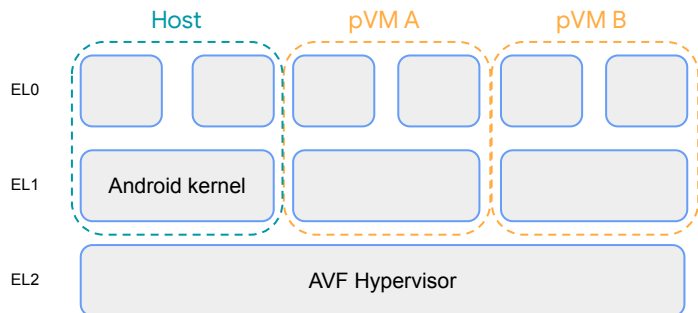 Host
pVM A
pVM B
EL0
EL1
Android kernel
EL2
AVF Hypervisor